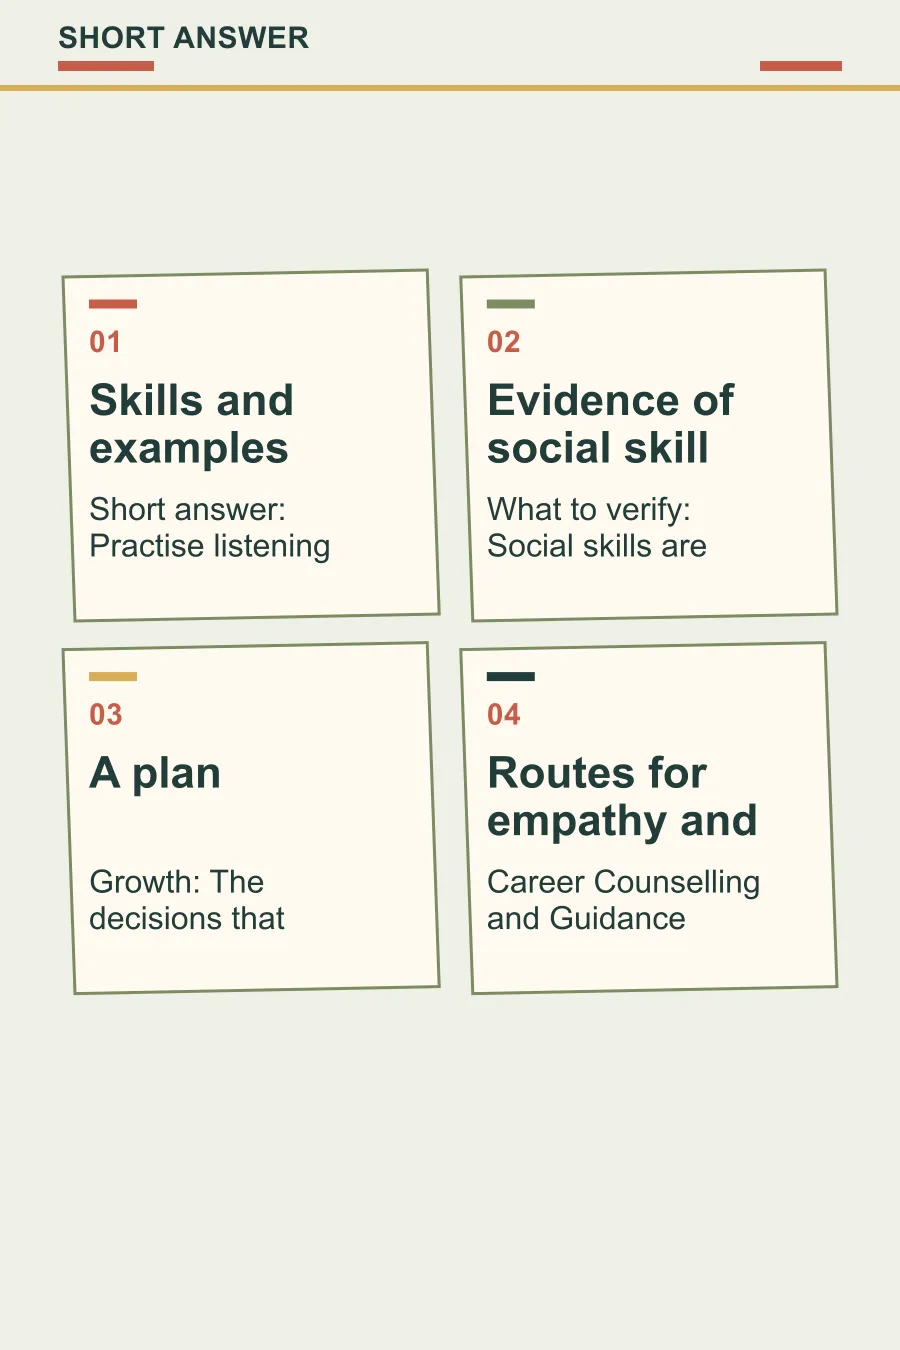 SHORT ANSWER
01
Skills and
examples
Short answer:
Practise listening
02
Evidence of
social skill
What to verify:
Social skills are
03
A plan
Growth: The
decisions that
04
Routes for
empathy and
Career Counselling
and Guidance